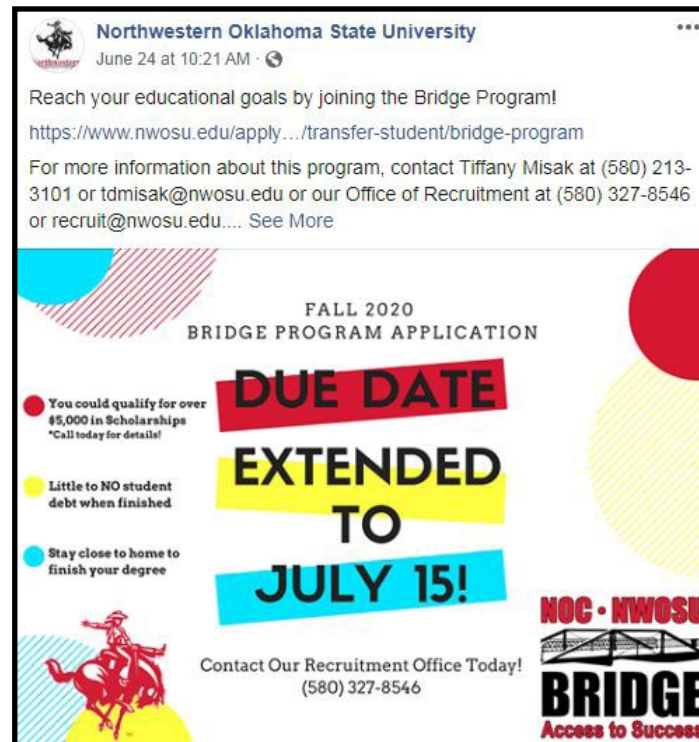 Northwestern Oklahoma State University
June 24 at 10:21 AM ·
Reach your educational goals by joining the Bridge Program!
https://www.nwosu.edu/apply…/transfer-student/bridge-program
For more information about this program, contact Tiffany Misak at (580) 213-
3101 or tdmisak@nwosu.edu or our Office of Recruitment at (580) 327-8546
or recruit@nwosu.edu.... See More
FALL 2020
BRIDGE PROGRAM APPLICATION
DUE DATE
EXTENDED
TO
JULY 15!
You could qualify for over
$5,000 in Scholarships
*Call today for details!
Little to NO student
debt when finished
Stay close to home to
finish your degree
Contact Our Recruitment Office Today!
(580) 327-8546
NOC · NWOSU
BRIDGE
Access to Success